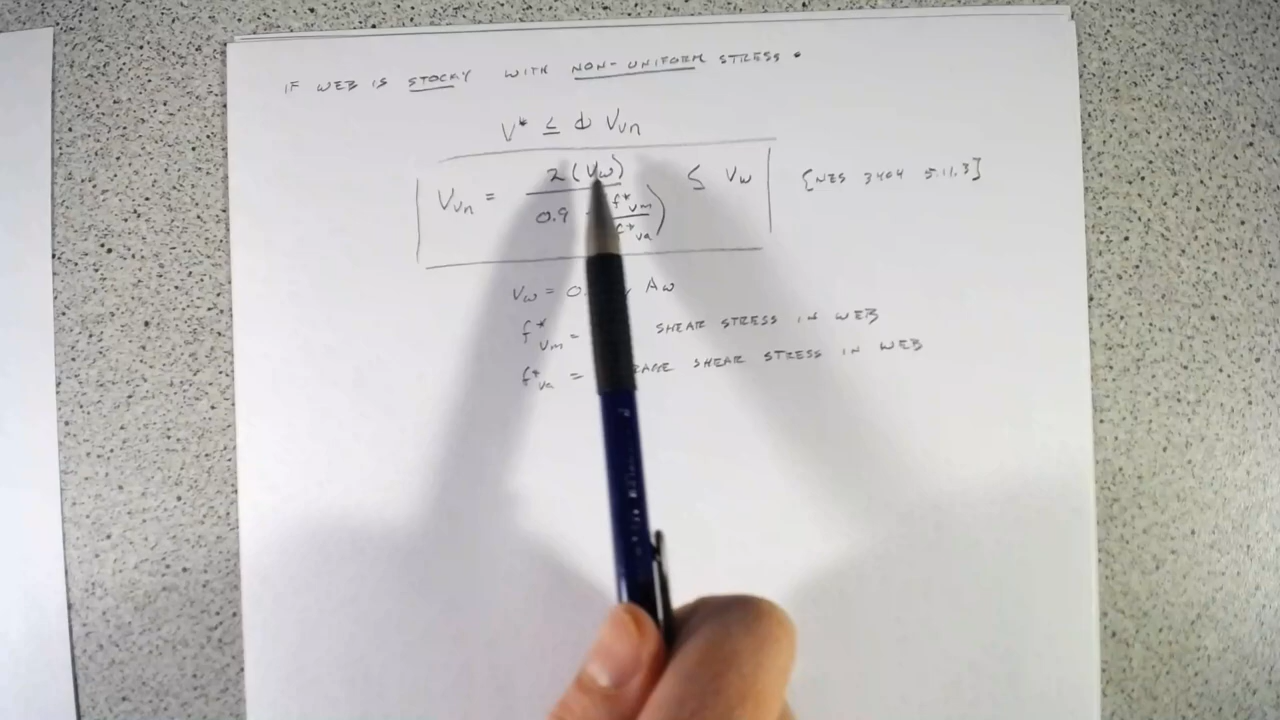 IF WEB IS STOCKY WITH NON-UNIFORM STRESS.
V* ≤ ϕ Vvn
Vvn = 2(Vw) / 0.9 f*vm / f*va) ≤ Vw [NZS 3404 5.11.3]
Vw = 0. Aw
f*vm = SHEAR STRESS IN WEB
f*va = SHEAR STRESS IN WEB